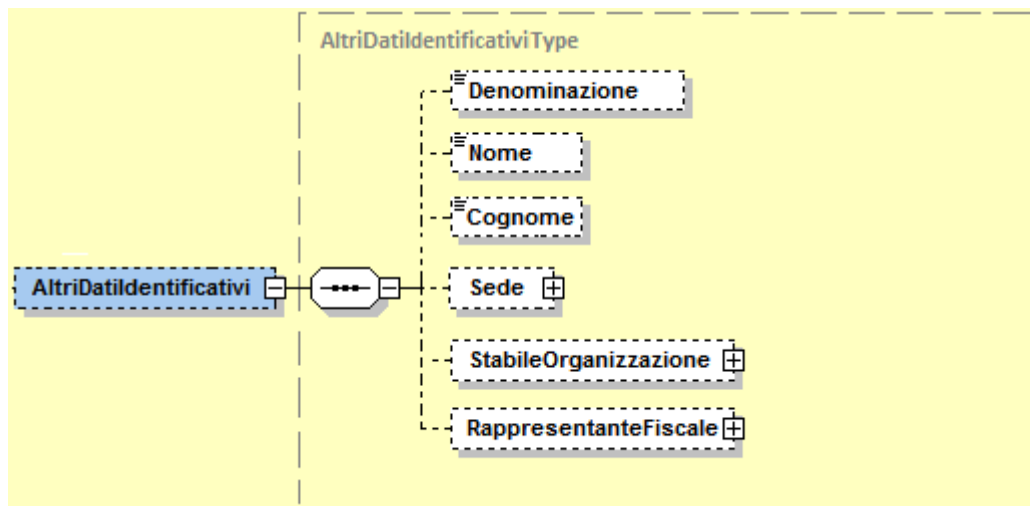 AltriDatiIdentificativiType
Denominazione
Nome
Cognome
AltriDatiIdentificativi
Sede
StabileOrganizzazione
RappresentanteFiscale